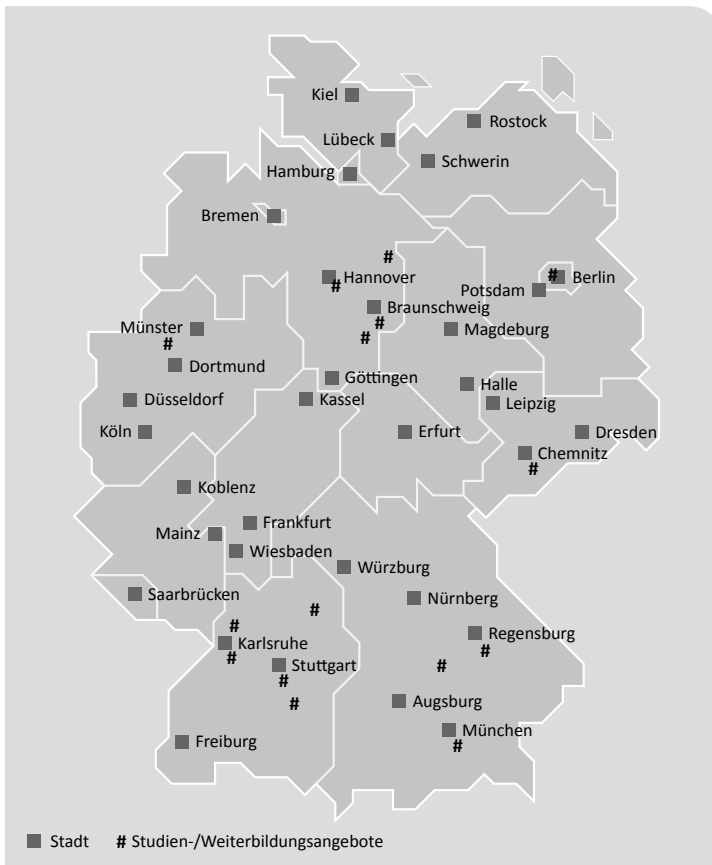 Kiel
Rostock
Lübeck
Schwerin
Hamburg
Bremen
#
Hannover
#
# Berlin
Potsdam
Braunschweig
#
#
Münster
#
Magdeburg
Dortmund
Göttingen
Halle
Düsseldorf
Kassel
Leipzig
Köln
Erfurt
Dresden
Chemnitz
#
Koblenz
Frankfurt
Mainz
Wiesbaden
Würzburg
Saarbrücken
Nürnberg
#
#
Regensburg
Karlsruhe
#
#
Stuttgart
#
#
#
Augsburg
München
#
Freiburg
Stadt # Studien-/Weiterbildungsangebote